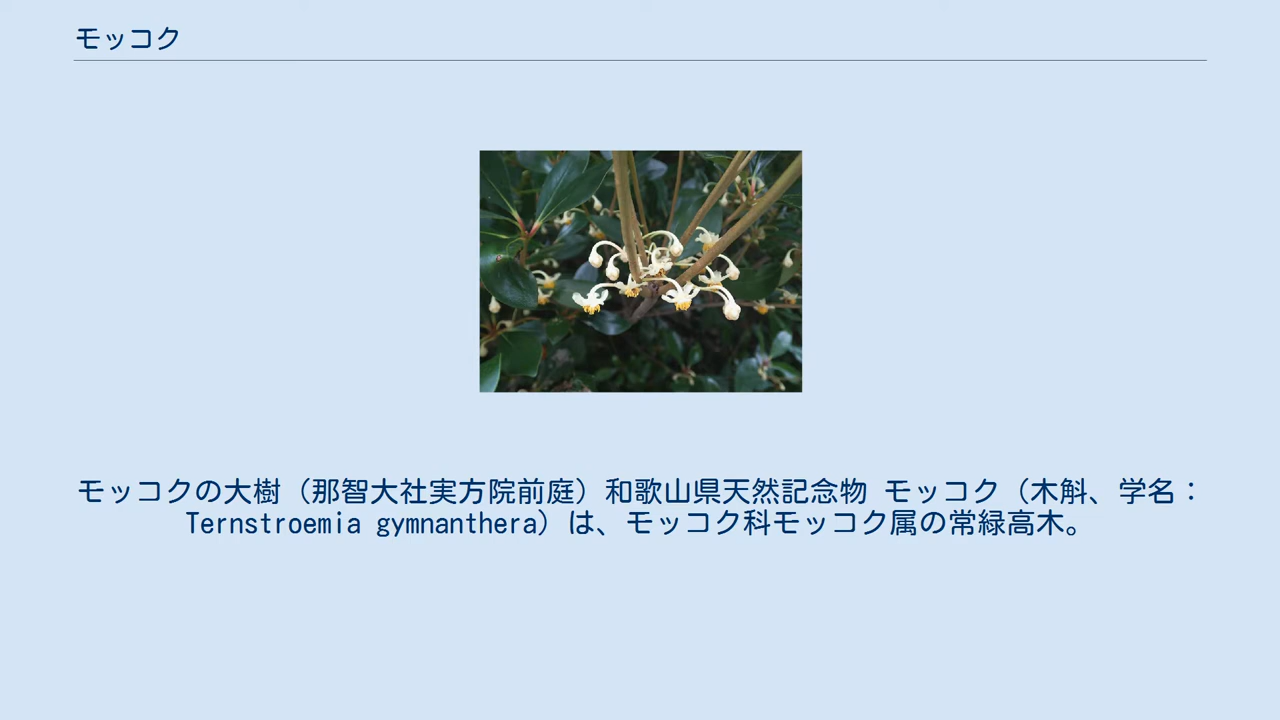 モッコク
モッコクの大樹（那智大社実方院前庭）和歌山県天然記念物 モッコク（木斛、学名：
Ternstroemia gymnanthera）は、モッコク科モッコク属の常緑高木。